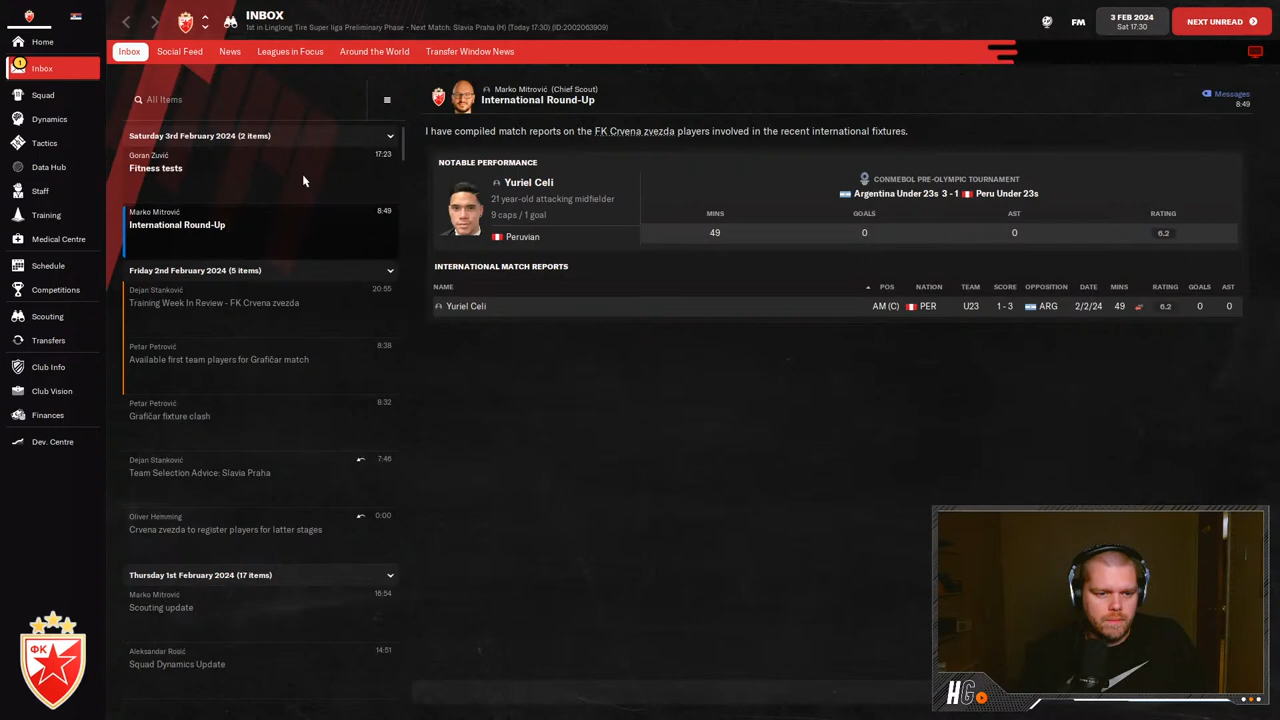 INBOX
1st in Linglong Tire Super liga Preliminary Phase - Next Match: Slavia Praha (H) (Today 17:30) (ID:2002063909)
FM
3 FEB 2024
Sat 17:30
NEXT UNREAD
Home
1
Inbox
Squad
Dynamics
Tactics
Data Hub
Staff
Training
Medical Centre
Schedule
Competitions
Scouting
Transfers
Club Info
Club Vision
Finances
Dev. Centre
ФК
Inbox
Social Feed
News
Leagues in Focus
Around the World
Transfer Window News
All Items
Saturday 3rd February 2024 (2 items)
Goran Zuvić 17:23
Fitness tests
Marko Mitrović 8:49
International Round-Up
Friday 2nd February 2024 (5 items)
Dejan Stanković 20:55
Training Week In Review - FK Crvena zvezda
Petar Petrović 8:38
Available first team players for Grafičar match
Petar Petrović 8:32
Grafičar fixture clash
Dejan Stanković 7:46
Team Selection Advice: Slavia Praha
Oliver Hemming 0:00
Crvena zvezda to register players for latter stages
Thursday 1st February 2024 (17 items)
Marko Mitrović 16:54
Scouting update
Aleksandar Rosić 14:51
Squad Dynamics Update
Marko Mitrović (Chief Scout)
International Round-Up
Messages
8:49
I have compiled match reports on the FK Crvena zvezda players involved in the recent international fixtures.
NOTABLE PERFORMANCE
Yuriel Celi
21 year-old attacking midfielder
9 caps / 1 goal
Peruvian
CONMEBOL PRE-OLYMPIC TOURNAMENT
Argentina Under 23s 3 - 1 Peru Under 23s
MINS GOALS AST RATING
49 0 0 6.2
INTERNATIONAL MATCH REPORTS
NAME POS NATION TEAM SCORE OPPOSITION DATE MINS RATING GOALS AST
Yuriel Celi AM (C) PER U23 1 - 3 ARG 2/2/24 49 6.2 0 0
HG